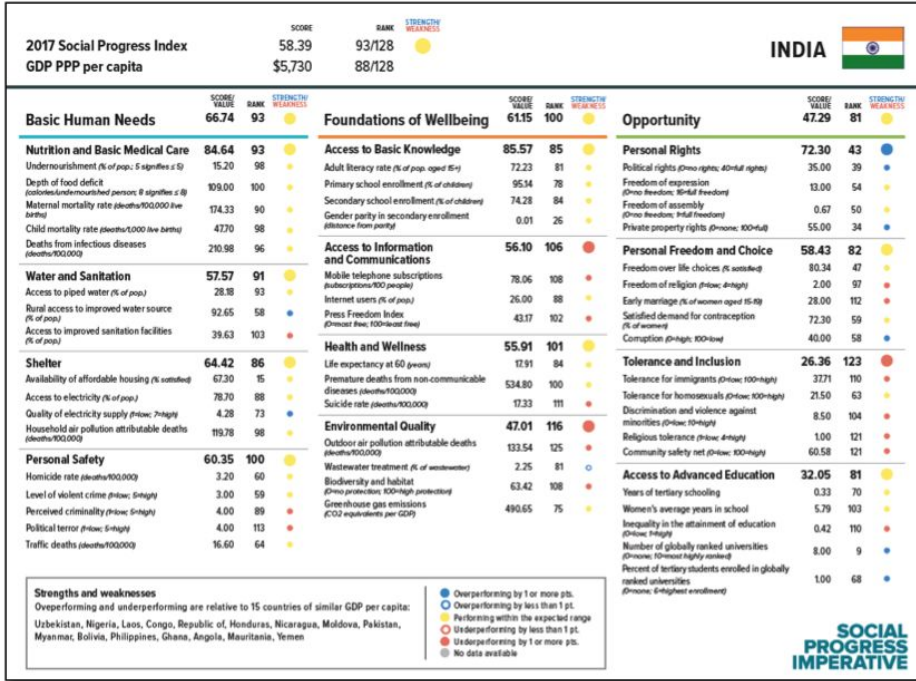 SCORE RANK STRENGTH/ WEAKNESS
2017 Social Progress Index 58.39 93/128
GDP PPP per capita $5,730 88/128
INDIA
SCORE/ VALUE RANK STRENGTH/ WEAKNESS
Basic Human Needs 66.74 93
Nutrition and Basic Medical Care 84.64 93
Undernourishment (% of pop.; 5 signifies ≤ 5) 15.20 98
Depth of food deficit 109.00 100
(calories/undernourished person; 8 signifies ≤ 8)
Maternal mortality rate (deaths/100,000 live 174.33 90
births)
Child mortality rate (deaths/1,000 live births) 47.70 98
Deaths from infectious diseases 210.98 96
(deaths/100,000)
Water and Sanitation 57.57 91
Access to piped water (% of pop.) 28.18 93
Rural access to improved water source 92.65 58
(% of pop.)
Access to improved sanitation facilities 39.63 103
(% of pop.)
Shelter 64.42 86
Availability of affordable housing (% satisfied) 67.30 15
Access to electricity (% of pop.) 78.70 88
Quality of electricity supply (1=low; 7=high) 4.28 73
Household air pollution attributable deaths 119.78 98
(deaths/100,000)
Personal Safety 60.35 100
Homicide rate (deaths/100,000) 3.20 60
Level of violent crime (1=low; 5=high) 3.00 59
Perceived criminality (1=low; 5=high) 4.00 89
Political terror (1=low; 5=high) 4.00 113
Traffic deaths (deaths/100,000) 16.60 64
SCORE/ VALUE RANK STRENGTH/ WEAKNESS
Foundations of Wellbeing 61.15 100
Access to Basic Knowledge 85.57 85
Adult literacy rate (% of pop. aged 15+) 72.23 81
Primary school enrollment (% of children) 95.14 78
Secondary school enrollment (% of children) 74.28 84
Gender parity in secondary enrollment 0.01 26
(distance from parity)
Access to Information 56.10 106
and Communications
Mobile telephone subscriptions 78.06 108
(subscriptions/100 people)
Internet users (% of pop.) 26.00 88
Press Freedom Index 43.17 102
(0=most free; 100=least free)
Health and Wellness 55.91 101
Life expectancy at 60 (years) 17.91 84
Premature deaths from non-communicable 534.80 100
diseases (deaths/100,000)
Suicide rate (deaths/100,000) 17.33 111
Environmental Quality 47.01 116
Outdoor air pollution attributable deaths 133.54 125
(deaths/100,000)
Wastewater treatment (% of wastewater) 2.25 81
Biodiversity and habitat 63.42 108
(0=no protection; 100=high protection)
Greenhouse gas emissions 490.65 75
(CO2 equivalents per GDP)
SCORE/ VALUE RANK STRENGTH/ WEAKNESS
Opportunity 47.29 81
Personal Rights 72.30 43
Political rights (0=no rights; 40=full rights) 35.00 39
Freedom of expression 13.00 54
(0=no freedom; 16=full freedom)
Freedom of assembly 0.67 50
(0=no freedom; 1=full freedom)
Private property rights (0=none; 100=full) 55.00 34
Personal Freedom and Choice 58.43 82
Freedom over life choices (% satisfied) 80.34 47
Freedom of religion (1=low; 4=high) 2.00 97
Early marriage (% of women aged 15-19) 28.00 112
Satisfied demand for contraception 72.30 59
(% of women)
Corruption (0=high; 100=low) 40.00 58
Tolerance and Inclusion 26.36 123
Tolerance for immigrants (0=low; 100=high) 37.71 110
Tolerance for homosexuals (0=low; 100=high) 21.50 63
Discrimination and violence against 8.50 104
minorities (0=low; 10=high)
Religious tolerance (1=low; 4=high) 1.00 121
Community safety net (0=low; 100=high) 60.58 121
Access to Advanced Education 32.05 81
Years of tertiary schooling 0.33 70
Women's average years in school 5.79 103
Inequality in the attainment of education 0.42 110
(0=low; 1=high)
Number of globally ranked universities 8.00 9
(0=none; 10=most highly ranked)
Percent of tertiary students enrolled in globally
ranked universities 1.00 68
(0=none; 6=highest enrollment)
Strengths and weaknesses
Oveperforming and underperforming are relative to 15 countries of similar GDP per capita:
Uzbekistan, Nigeria, Laos, Congo, Republic of, Honduras, Nicaragua, Moldova, Pakistan,
Myanmar, Bolivia, Philippines, Ghana, Angola, Mauritania, Yemen
Overperforming by 1 or more pts.
Overperforming by less than 1 pt.
Performing within the expected range
Underperforming by less than 1 pt.
Underperforming by 1 or more pts.
No data available
SOCIAL
PROGRESS
IMPERATIVE